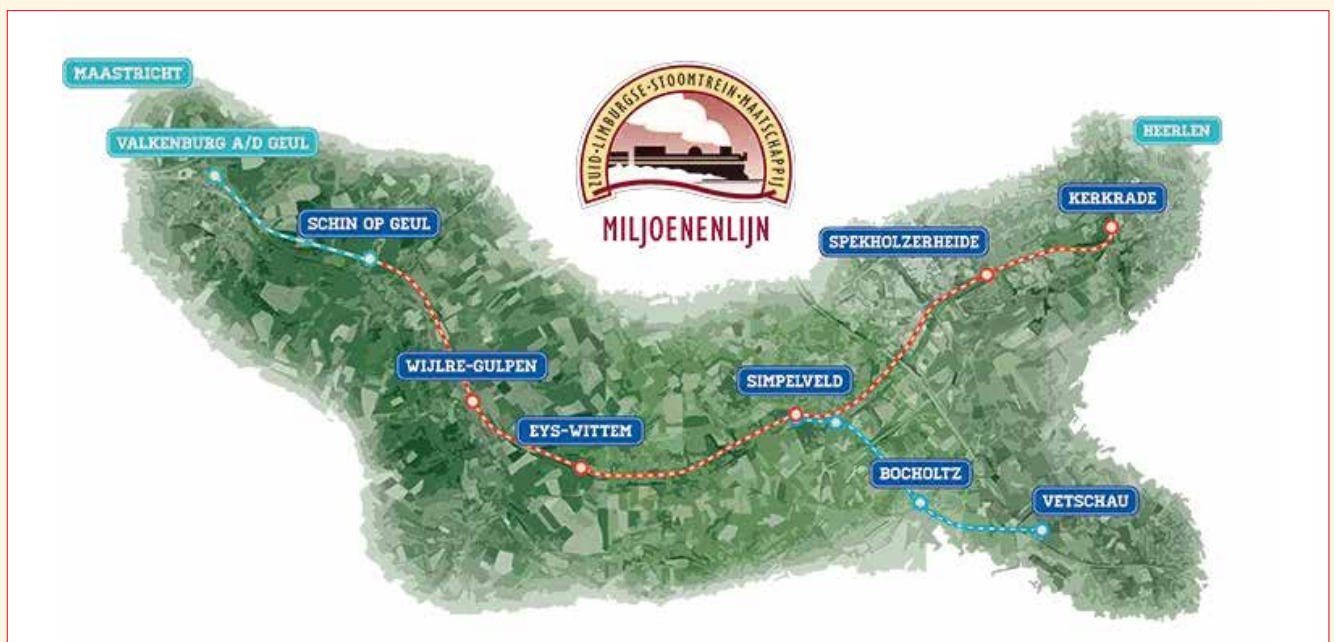 MAASTRICHT
VALKENBURG A/D GEUL
SCHIN OP GEUL
WIJLRE-GULPEN
EYS-WITTEM
ZUID-LIMBURGSE-STOOMTREIN-MAATSCHAPPIJ
MILJOENENLIJN
HEERLEN
KERKRADE
SPEKHOLZERHEIDE
SIMPELVELD
BOCHOLTZ
VETSCHAU